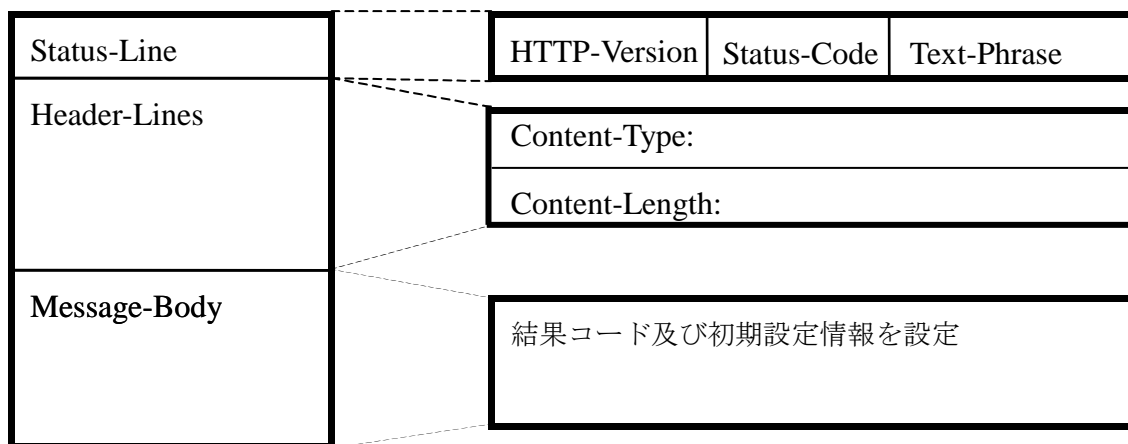 Status-Line
HTTP-Version Status-Code Text-Phrase
Header-Lines
Content-Type:
Content-Length:
Message-Body
結果コード及び初期設定情報を設定